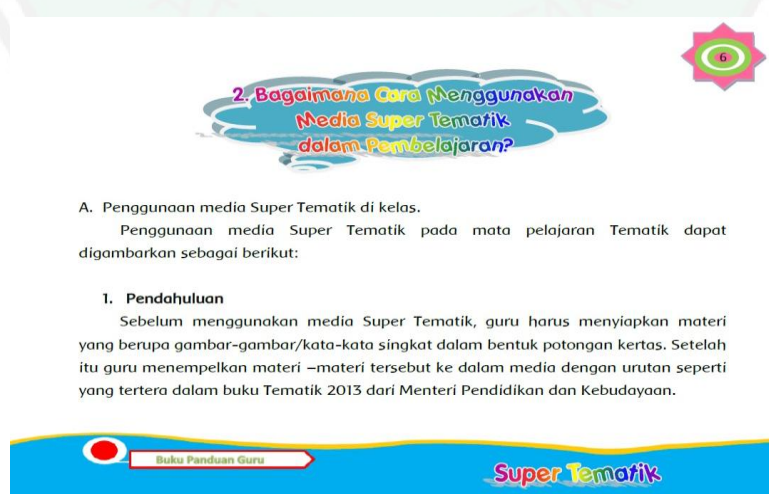 6
2. Bagaimana Cara Menggunakan
Media Super Tematik
dalam Pembelajaran?
A. Penggunaan media Super Tematik di kelas.
Penggunaan media Super Tematik pada mata pelajaran Tematik dapat
digambarkan sebagai berikut:
1. Pendahuluan
Sebelum menggunakan media Super Tematik, guru harus menyiapkan materi
yang berupa gambar-gambar/kata-kata singkat dalam bentuk potongan kertas. Setelah
itu guru menempelkan materi –materi tersebut ke dalam media dengan urutan seperti
yang tertera dalam buku Tematik 2013 dari Menteri Pendidikan dan Kebudayaan.
Buku Panduan Guru
Super Tematik